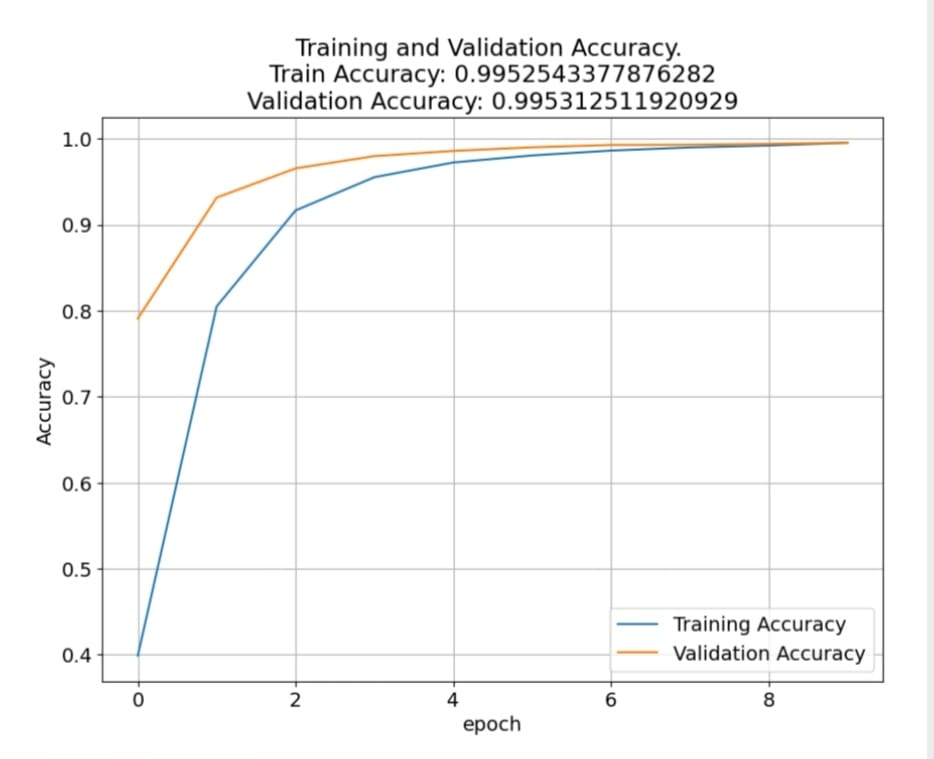 Training and Validation Accuracy.
Train Accuracy: 0.9952543377876282
Validation Accuracy: 0.995312511920929
1.0
0.9
0.8
0.7
0.6
0.5
0.4
Accuracy
0 2 4 6 8
epoch
Training Accuracy
Validation Accuracy